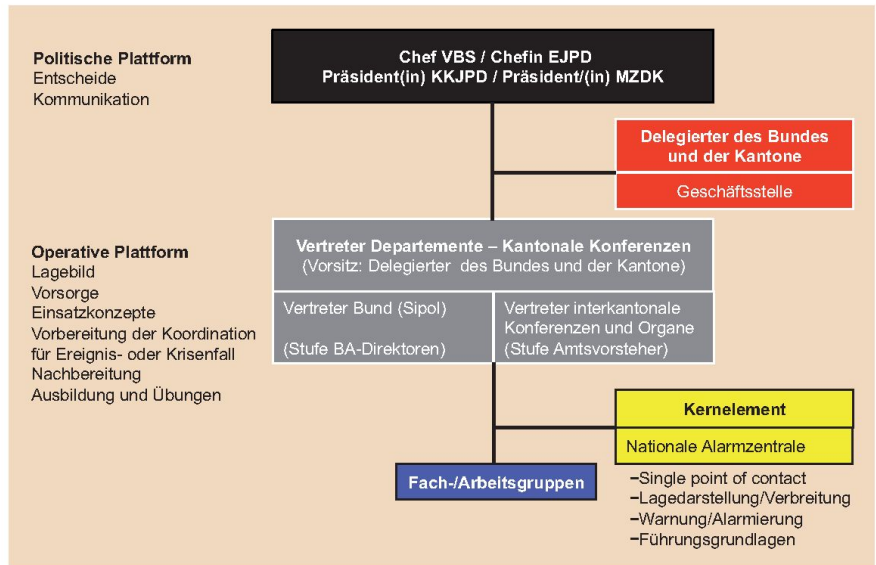 Politische Plattform
Entscheide
Kommunikation
Chef VBS / Chefin EJPD
Präsident(in) KKJPD / Präsident/(in) MZDK
Delegierter des Bundes
und der Kantone
Geschäftsstelle
Operative Plattform
Lagebild
Vorsorge
Einsatzkonzepte
Vorbereitung der Koordination
für Ereignis- oder Krisenfall
Nachbereitung
Ausbildung und Übungen
Vertreter Departemente – Kantonale Konferenzen
(Vorsitz: Delegierter des Bundes und der Kantone)
Vertreter Bund (Sipol)
(Stufe BA-Direktoren)
Vertreter interkantonale
Konferenzen und Organe
(Stufe Amtsvorsteher)
Kernelement
Nationale Alarmzentrale
–Single point of contact
–Lagedarstellung/Verbreitung
–Warnung/Alarmierung
–Führungsgrundlagen
Fach-/Arbeitsgruppen